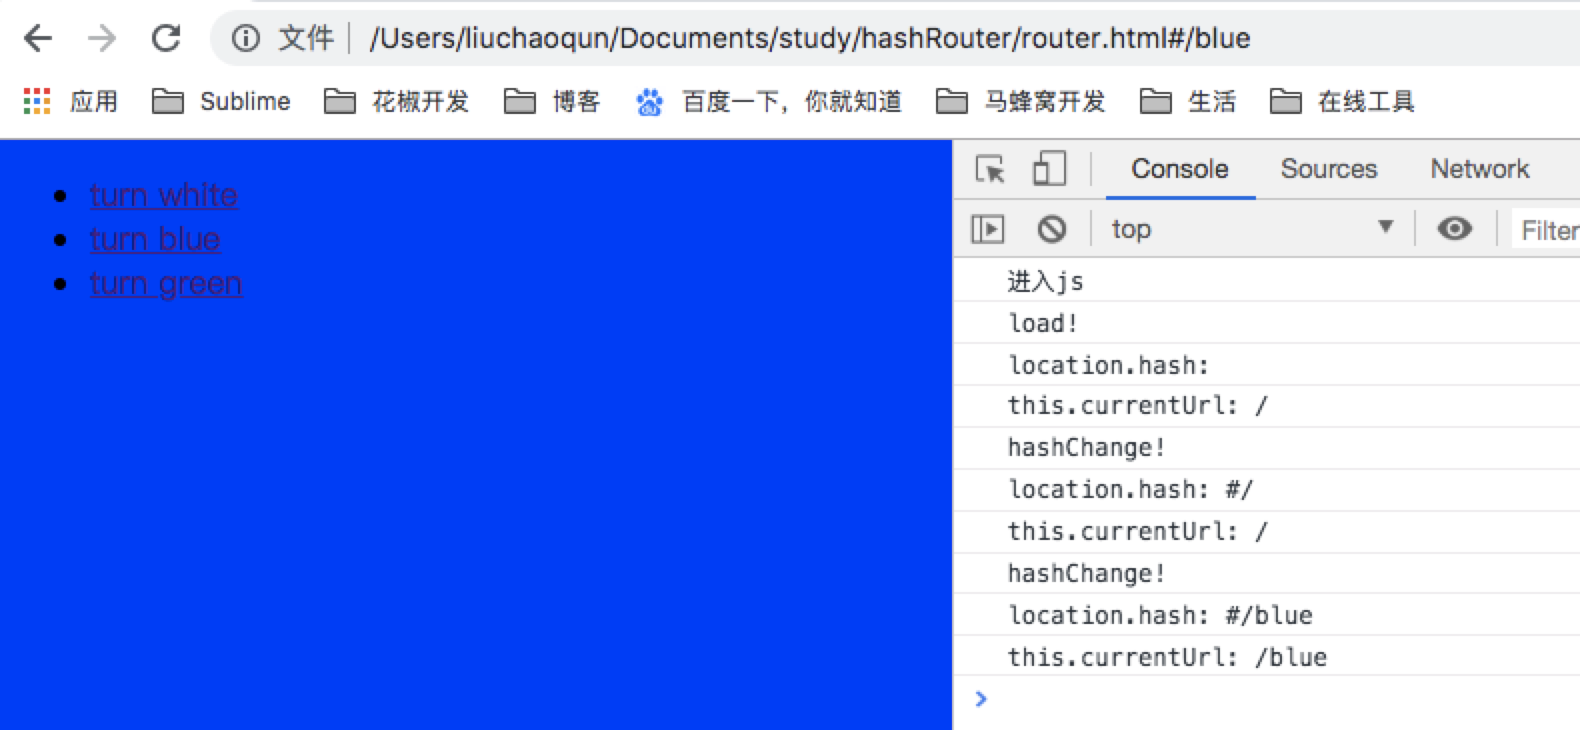 文件 /Users/liuchaoqun/Documents/study/hashRouter/router.html#/blue
应用 Sublime 花椒开发 博客 百度一下，你就知道 马蜂窝开发 生活 在线工具
turn white
turn blue
turn green
Console Sources Network
top Filter
进入js
load!
location.hash:
this.currentUrl: /
hashChange!
location.hash: #/
this.currentUrl: /
hashChange!
location.hash: #/blue
this.currentUrl: /blue